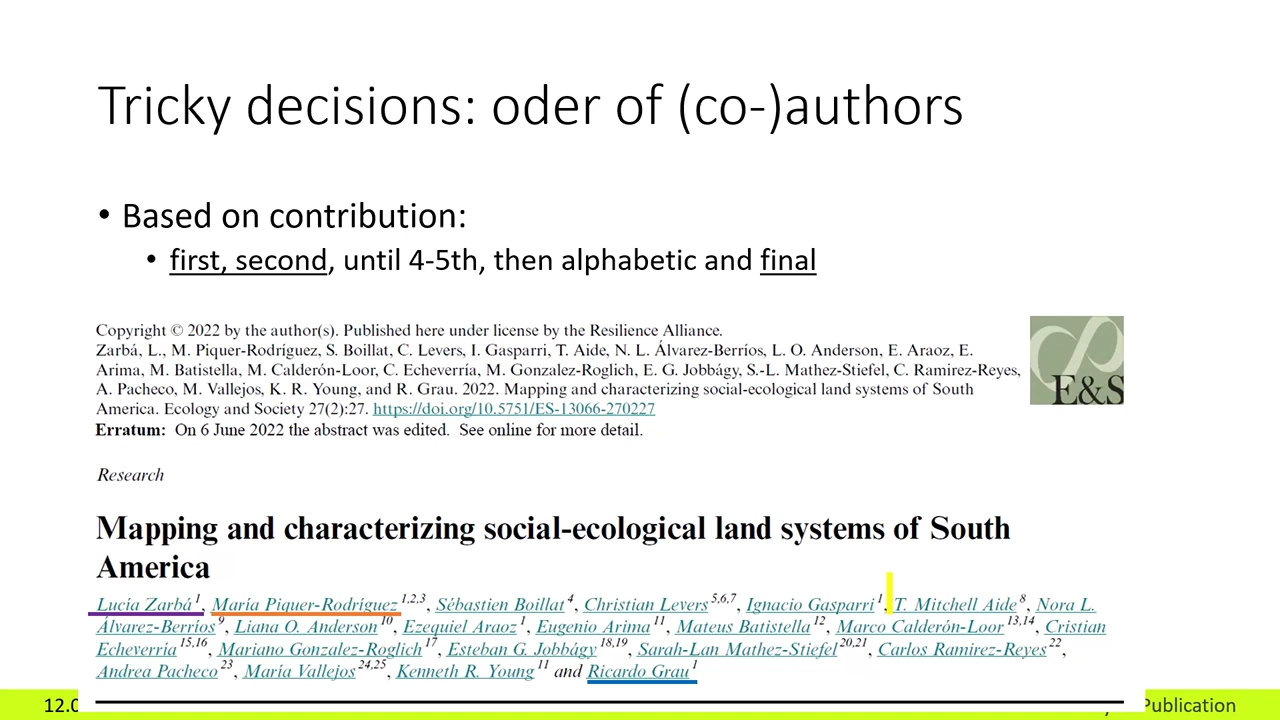 Tricky decisions: oder of (co-)authors
• Based on contribution:
• first, second, until 4-5th, then alphabetic and final
Copyright © 2022 by the author(s). Published here under license by the Resilience Alliance.
Zarbá, L., M. Piquer-Rodríguez, S. Boillat, C. Levers, I. Gasparri, T. Aide, N. L. Álvarez-Berríos, L. O. Anderson, E. Araoz, E.
Arima, M. Batistella, M. Calderón-Loor, C. Echeverría, M. Gonzalez-Roglich, E. G. Jobbágy, S.-L. Mathez-Stiefel, C. Ramirez-Reyes,
A. Pacheco, M. Vallejos, K. R. Young, and R. Grau. 2022. Mapping and characterizing social-ecological land systems of South
America. Ecology and Society 27(2):27. https://doi.org/10.5751/ES-13066-270227
Erratum: On 6 June 2022 the abstract was edited. See online for more detail.
E&S
Research
Mapping and characterizing social-ecological land systems of South
America
Lucía Zarbá 1, María Piquer-Rodríguez 1,2,3, Sébastien Boillat 4, Christian Levers 5,6,7, Ignacio Gasparri 1, T. Mitchell Aide 8, Nora L.
Álvarez-Berríos 9, Liana O. Anderson 10, Ezequiel Araoz 1, Eugenio Arima 11, Mateus Batistella 12, Marco Calderón-Loor 13,14, Cristian
Echeverría 15,16, Mariano Gonzalez-Roglich 17, Esteban G. Jobbágy 18,19, Sarah-Lan Mathez-Stiefel 20,21, Carlos Ramirez-Reyes 22,
Andrea Pacheco 23, María Vallejos 24,25, Kenneth R. Young 11 and Ricardo Grau 1
12.0
Publication